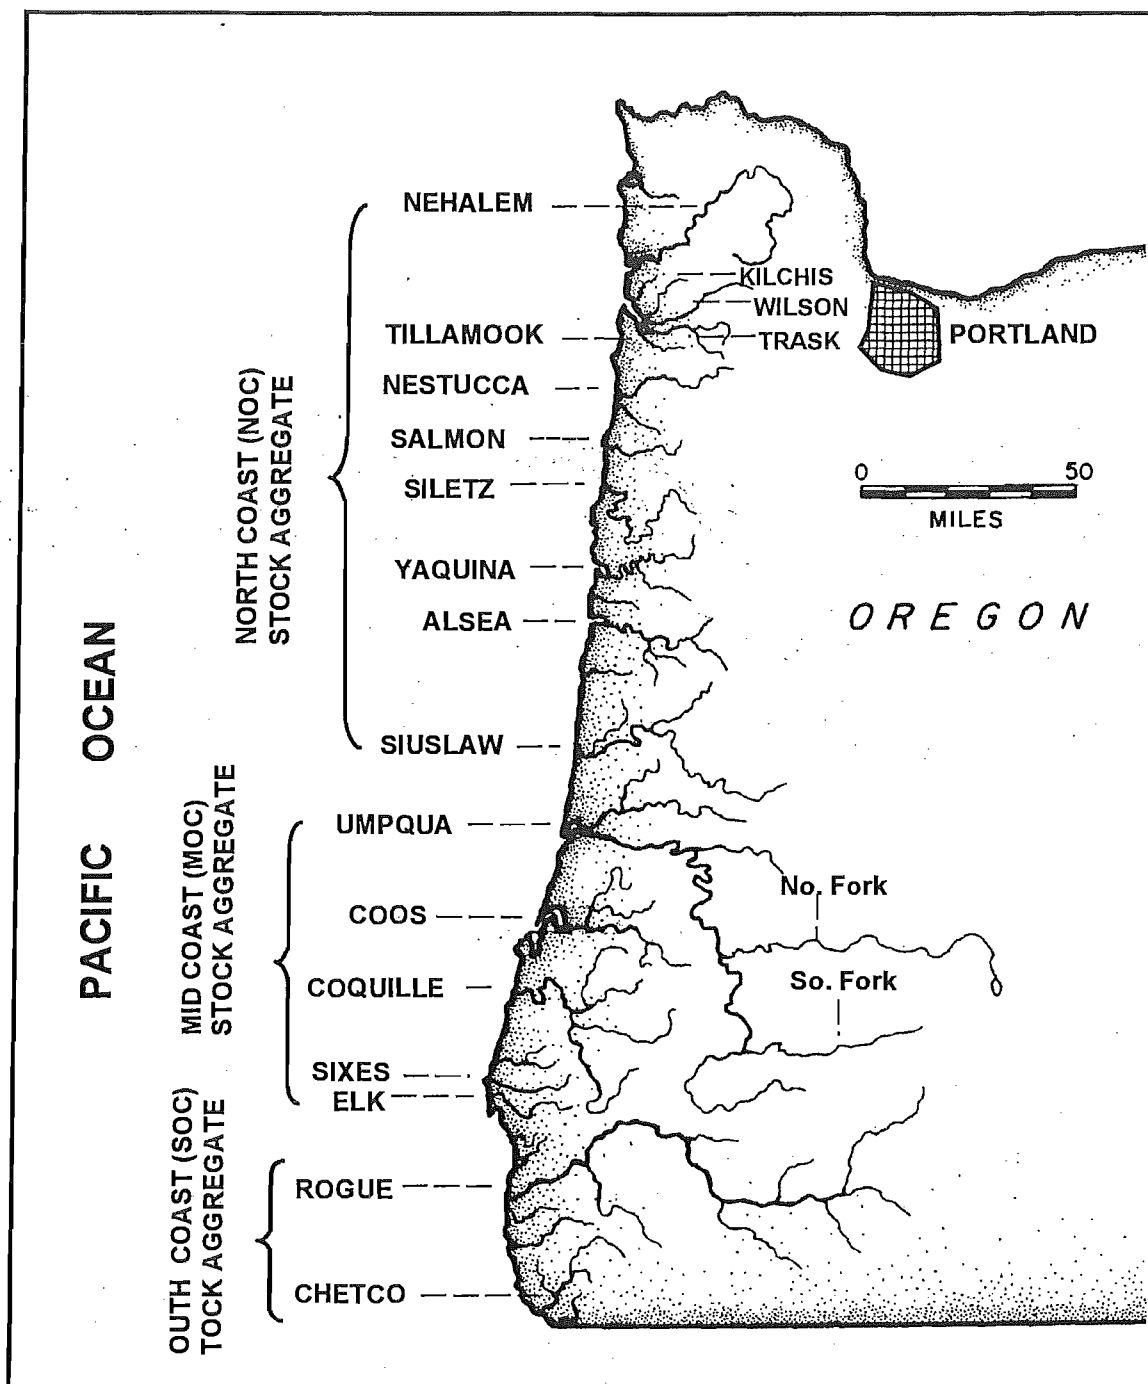 NEHALEM
KILCHIS
WILSON
TILLAMOOK
TRASK
PORTLAND
NESTUCCA
SALMON
SILETZ
0 50
MILES
NORTH COAST (NOC)
STOCK AGGREGATE
YAQUINA
ALSEA
OREGON
SIUSLAW
PACIFIC OCEAN
UMPQUA
No. Fork
COOS
MID COAST (MOC)
STOCK AGGREGATE
So. Fork
COQUILLE
SIXES
ELK
ROGUE
OUTH COAST (SOC)
TOCK AGGREGATE
CHETCO